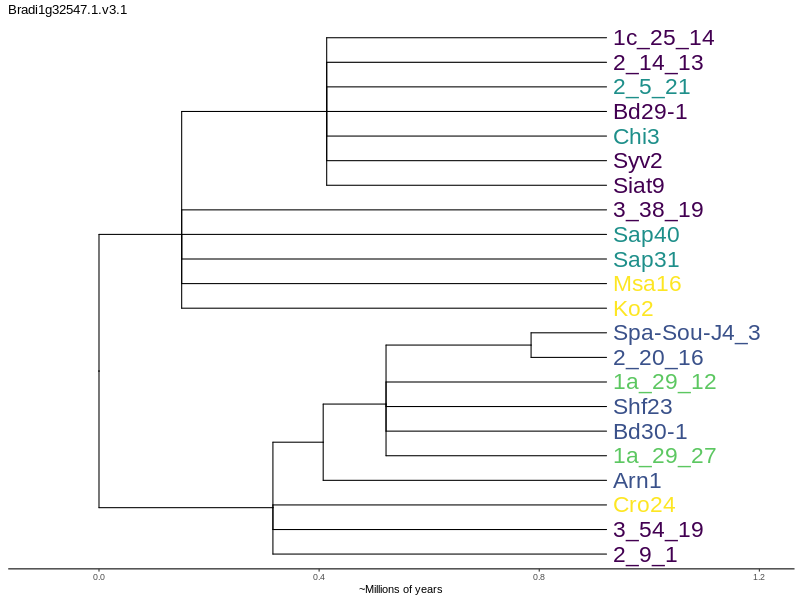 Bradi1g32547.1.v3.1
1c_25_14
2_14_13
2_5_21
Bd29-1
Chi3
Syv2
Siat9
3_38_19
Sap40
Sap31
Msa16
Ko2
Spa-Sou-J4_3
2_20_16
1a_29_12
Shf23
Bd30-1
1a_29_27
Arn1
Cro24
3_54_19
2_9_1
0.0 0.4 0.8 1.2
~Millions of years